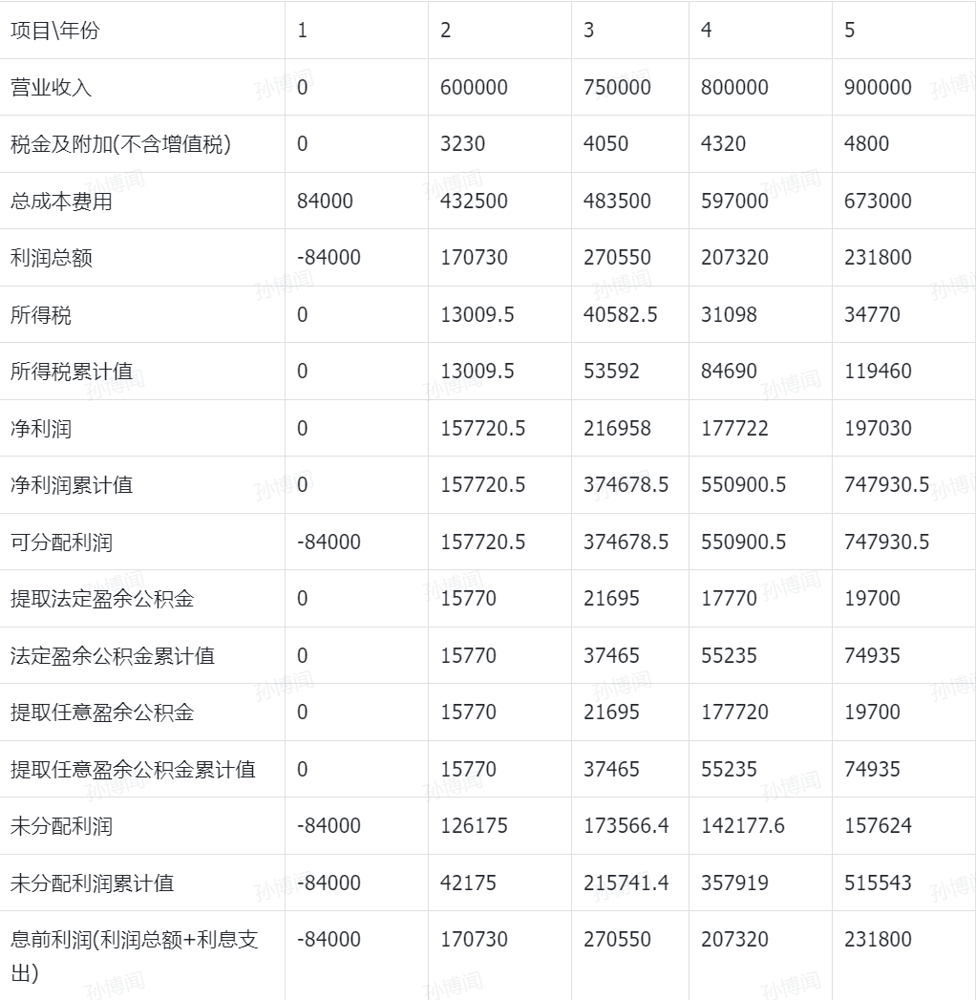 项目\年份 1 2 3 4 5
营业收入 0 600000 750000 800000 900000
税金及附加(不含增值税) 0 3230 4050 4320 4800
总成本费用 84000 432500 483500 597000 673000
利润总额 -84000 170730 270550 207320 231800
所得税 0 13009.5 40582.5 31098 34770
所得税累计值 0 13009.5 53592 84690 119460
净利润 0 157720.5 216958 177722 197030
净利润累计值 0 157720.5 374678.5 550900.5 747930.5
可分配利润 -84000 157720.5 374678.5 550900.5 747930.5
提取法定盈余公积金 0 15770 21695 17770 19700
法定盈余公积金累计值 0 15770 37465 55235 74935
提取任意盈余公积金 0 15770 21695 177720 19700
提取任意盈余公积金累计值 0 15770 37465 55235 74935
未分配利润 -84000 126175 173566.4 142177.6 157624
未分配利润累计值 -84000 42175 215741.4 357919 515543
息前利润(利润总额+利息支 -84000 170730 270550 207320 231800
出)
孙博闻